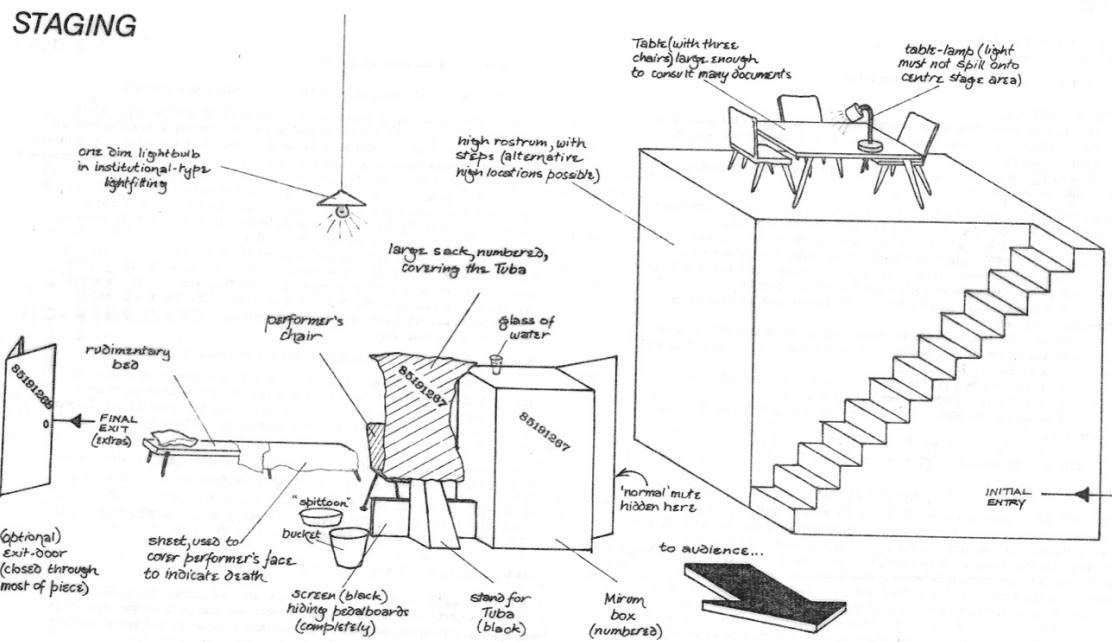 STAGING
one dim lightbulb
in institutional-type
lightfitting
Table (with three
chairs) large enough
to consult many documents
table-lamp (light
must not spill onto
centre stage area)
high rostrum, with
steps (alternative
high locations possible)
large sack, numbered,
covering the Tuba
performer's
chair
glass of
water
rudimentary
bed
85191268
85191267
85191267
FINAL
EXIT
(extras)
"spittoon"
bucket
'normal' mute
hidden here
INITIAL
ENTRY
(optional)
exit-door
(closed through
most of piece)
sheet, used to
cover performer's face
to indicate death
screen (black)
hiding pedalboards
(completely)
stand for
Tuba
(black)
Mirum
box
(numbered)
to audience...